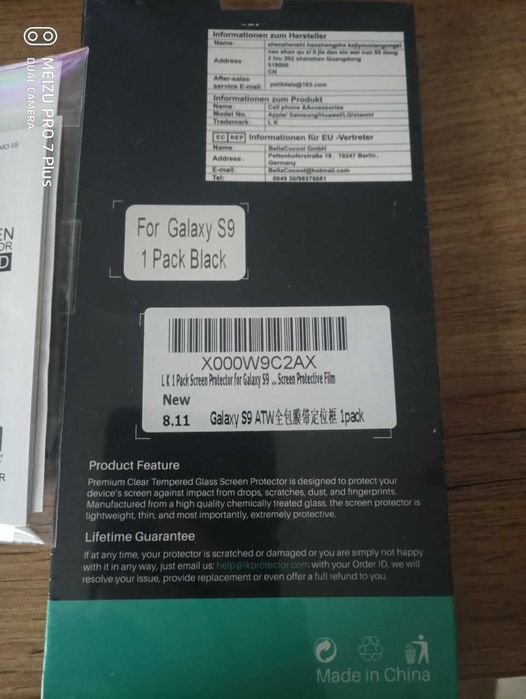 MEIZU PRO 7 Plus
DUAL CAMERA
Informationen zum Hersteller
Name:
Address:
518000
CN
After-sales
service E-mail:
Informationen zum Produkt
Name: Cell phone &Accessories
Model No.: Apple/ Samsung/Huawei/LG/xiaomi
Trademark: L K
EC REP Informationen für EU -Vertreter
Name: BellaCocool GmbH
Address: Pettenkoferstraße 18, 10247 Berlin,
Germany
E-mail: BellaCocool@hotmail.com
Tel: 0049 30/98578681
For Galaxy S9
1 Pack Black
X000W9C2AX
L K 1 Pack Screen Protector for Galaxy S9 ... Screen Protective Film
New
8.11 Galaxy S9 ATW全包膜带定位框 1pack
Product Feature
Premium Clear Tempered Glass Screen Protector is designed to protect your
device's screen against impact from drops, scratches, dust, and fingerprints.
Manufactured from a high quality chemically treated glass, the screen protector is
lightweight, thin, and most importantly, extremely protective.
Lifetime Guarantee
If at any time, your protector is scratched or damaged or you are simply not happy
with it in any way, just email us: help@lkprotector.com with your Order ID, we will
resolve your issue, provide replacement or even offer a full refund to you.
Made in China